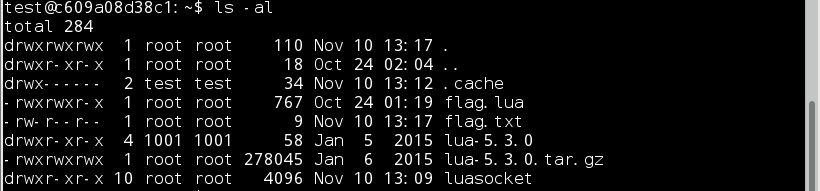 test@c609a08d38c1:~$ ls -al
total 284
drwxrwxrwx  1 root root    110 Nov 10 13:17 .
drwxr-xr-x  1 root root     18 Oct 24 02:04 ..
drwx------  2 test test     34 Nov 10 13:12 .cache
-rwxrwxr-x  1 root root    767 Oct 24 01:19 flag.lua
-rw-r--r--  1 root root      9 Nov 10 13:17 flag.txt
drwxr-xr-x  4 1001 1001     58 Jan  5  2015 lua-5.3.0
-rwxrwxrwx  1 root root 278045 Jan  6  2015 lua-5.3.0.tar.gz
drwxr-xr-x 10 root root   4096 Nov 10 13:09 luasocket